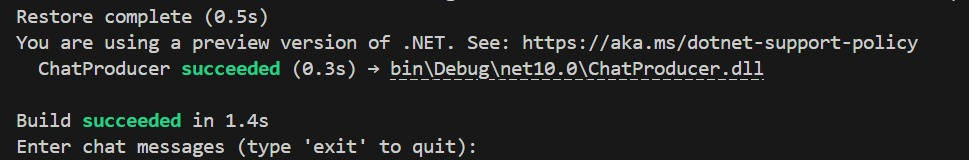 Restore complete (0.5s)
You are using a preview version of .NET. See: https://aka.ms/dotnet-support-policy
  ChatProducer succeeded (0.3s) → bin\Debug\net10.0\ChatProducer.dll

Build succeeded in 1.4s
Enter chat messages (type 'exit' to quit):